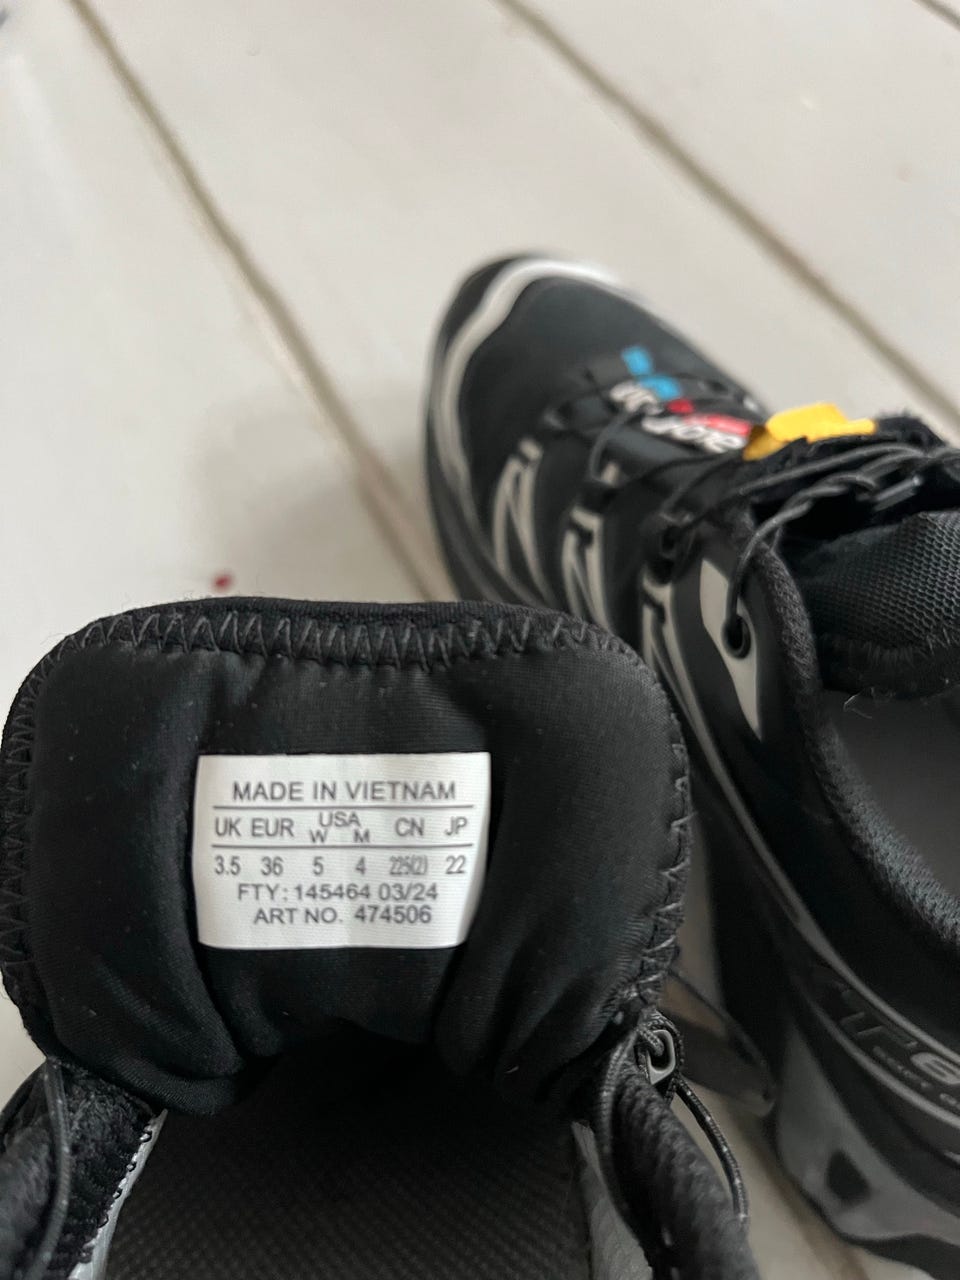 MADE IN VIETNAM
UK EUR USA CN JP
W M
3.5 36 5 4 225(2) 22
FTY: 145464 03/24
ART NO. 474506